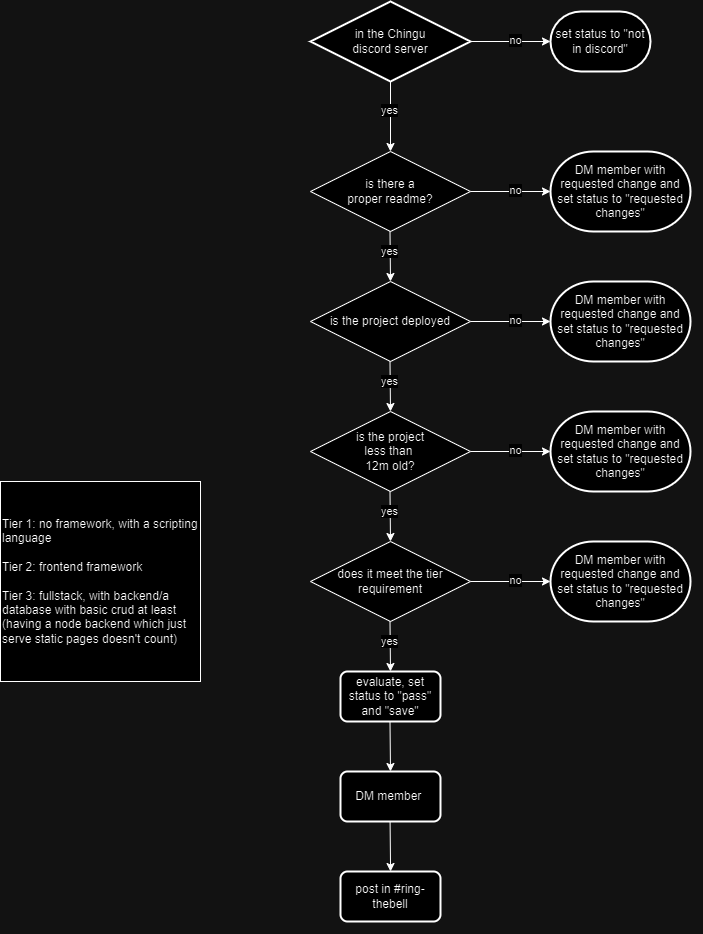 in the Chingu
discord server
no
set status to "not
in discord"
yes
is there a
proper readme?
no
DM member with
requested change and
set status to "requested
changes"
yes
is the project deployed
no
DM member with
requested change and
set status to "requested
changes"
yes
is the project
less than
12m old?
no
DM member with
requested change and
set status to "requested
changes"
yes
Tier 1: no framework, with a scripting
language
Tier 2: frontend framework
Tier 3: fullstack, with backend/a
database with basic crud at least
(having a node backend which just
serve static pages doesn't count)
does it meet the tier
requirement
no
DM member with
requested change and
set status to "requested
changes"
yes
evaluate, set
status to "pass"
and "save"
DM member
post in #ring-
thebell